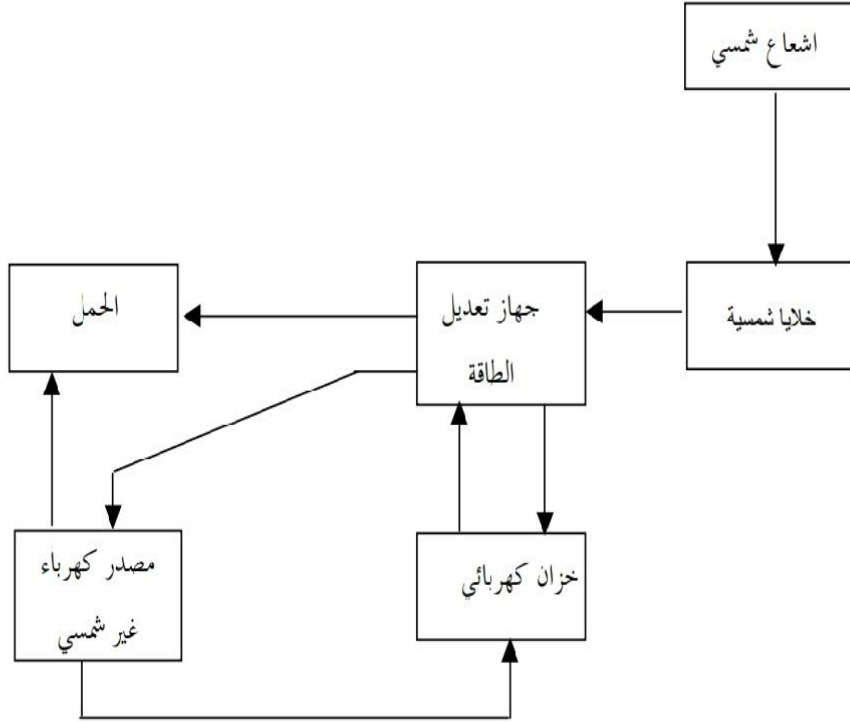 اشعاع شمسي
خلايا شمسية
جهاز تعديل
الطاقة
الحمل
خزان كهربائي
مصدر كهرباء
غير شمسي